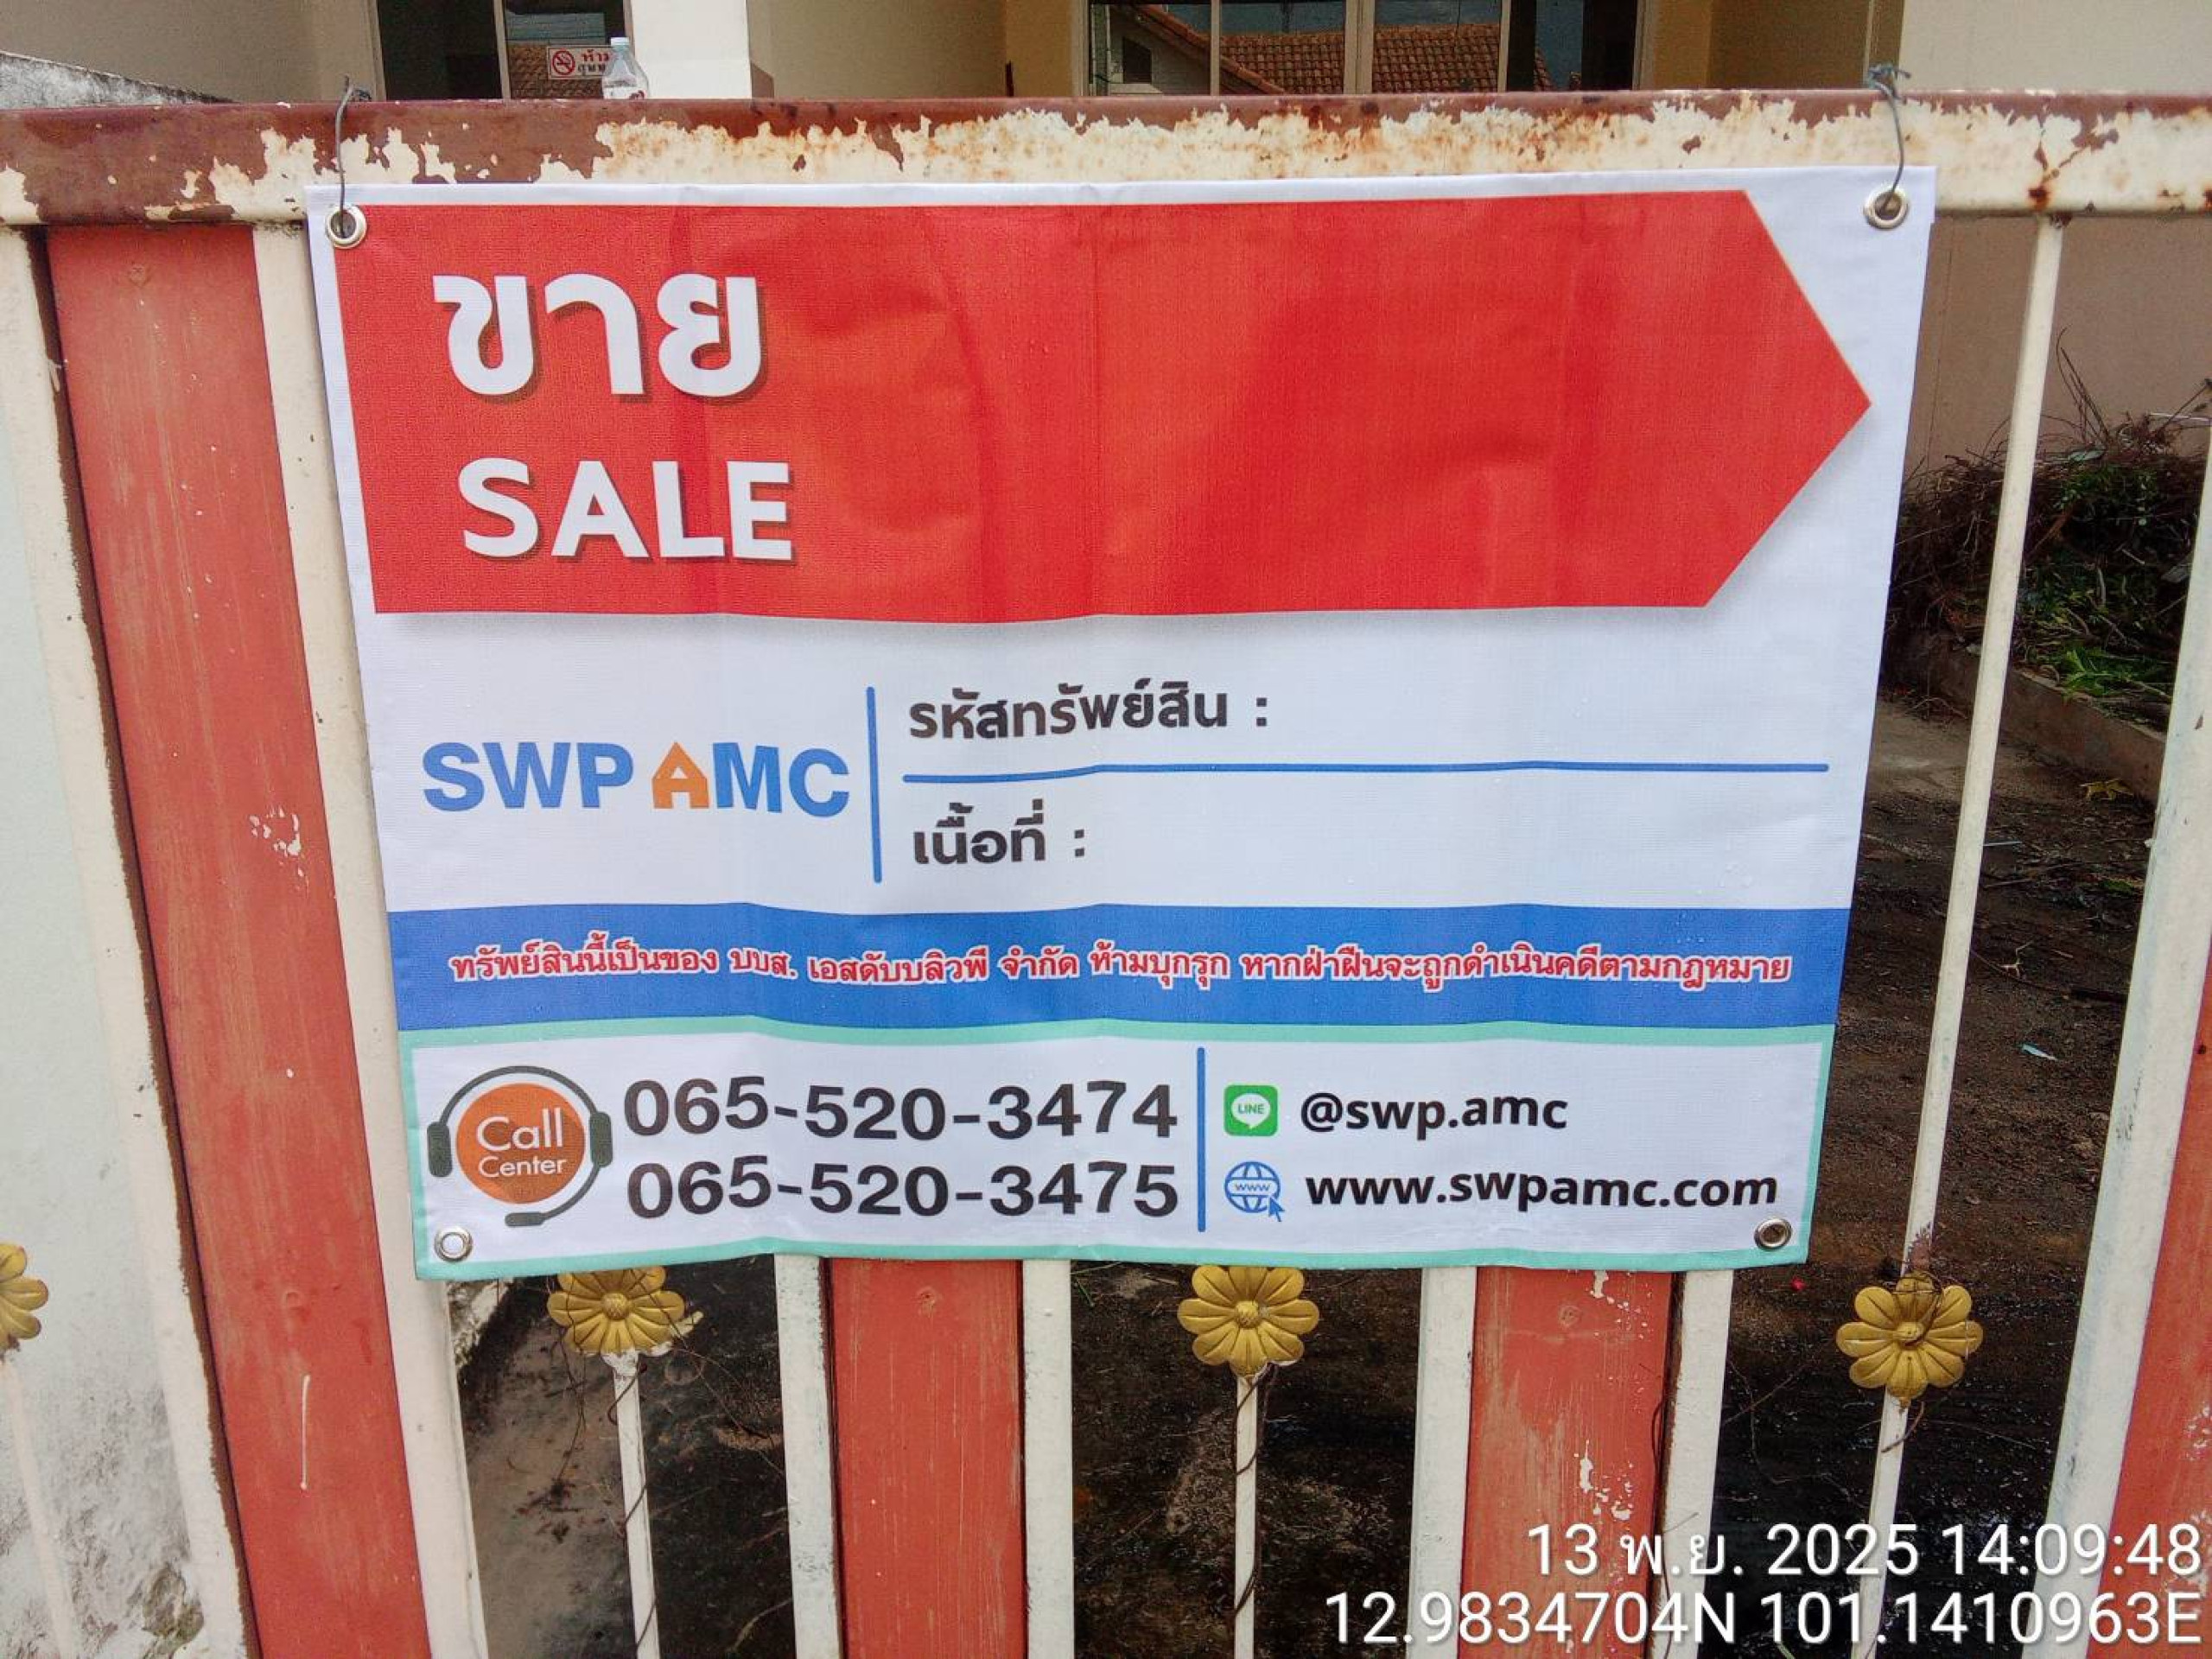 ห้าม
ขาย
SALE
SWP AMC
รหัสทรัพย์สิน :
เนื้อที่ :
ทรัพย์สินนี้เป็นของ บบส. เอสดับบลิวพี จำกัด ห้ามบุกรุก หากฝ่าฝืนจะถูกดำเนินคดีตามกฎหมาย
Call
Center
065-520-3474
065-520-3475
LINE
@swp.amc
www
www.swpamc.com
13 พ.ย. 2025 14:09:48
12.9834704N 101.1410963E